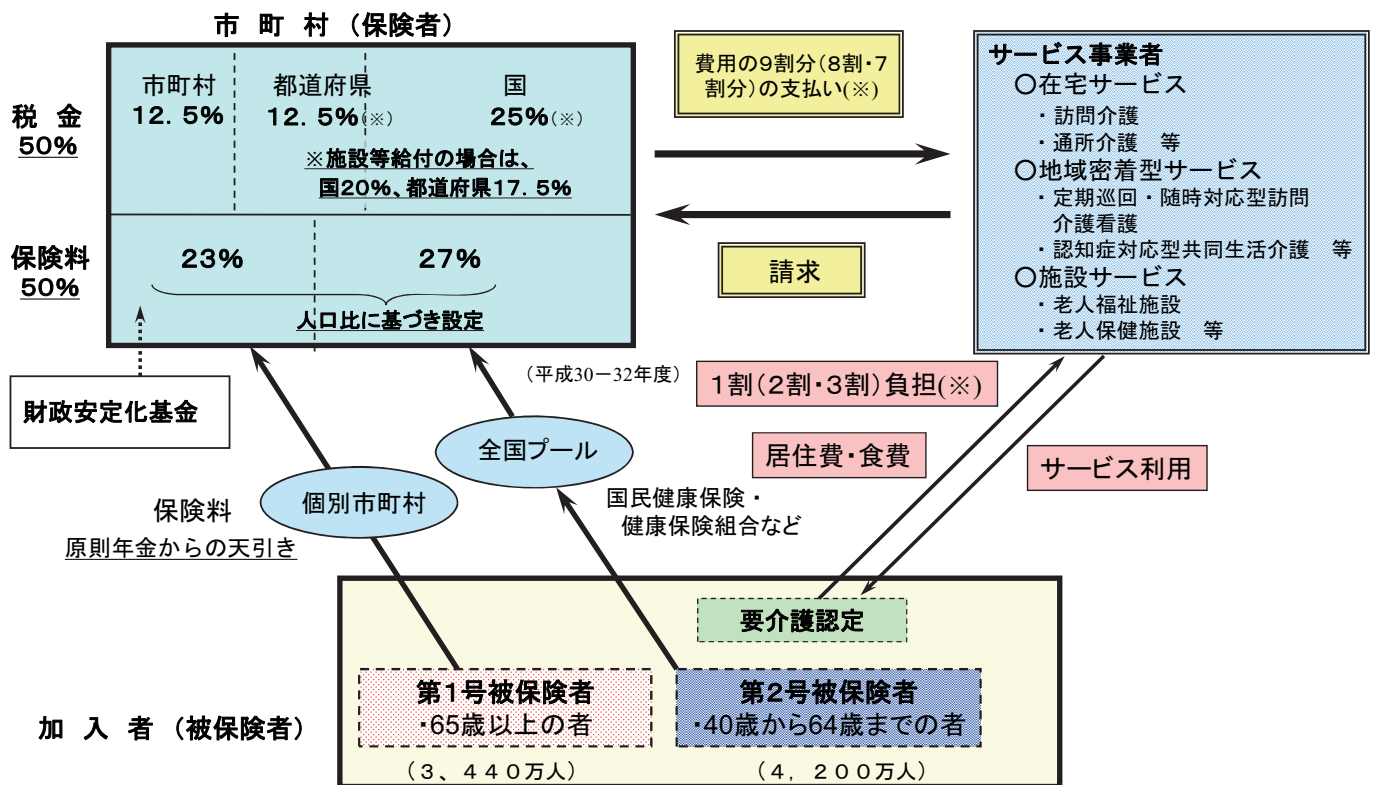 市 町 村 (保険者)
税 金
50%
市町村
12. 5%
都道府県
12. 5%(※)
国
25%(※)
※施設等給付の場合は、
国20%、都道府県17. 5%
保険料
50%
23%
27%
人口比に基づき設定
財政安定化基金
費用の9割分(8割・7
割分)の支払い(※)
請求
サービス事業者
○在宅サービス
・訪問介護
・通所介護 等
○地域密着型サービス
・定期巡回・随時対応型訪問
介護看護
・認知症対応型共同生活介護 等
○施設サービス
・老人福祉施設
・老人保健施設 等
(平成30-32年度)
1割(2割・3割)負担(※)
居住費・食費
サービス利用
全国プール
個別市町村
保険料
原則年金からの天引き
国民健康保険・
健康保険組合など
要介護認定
加 入 者 (被保険者)
第1号被保険者
・65歳以上の者
第2号被保険者
・40歳から64歳までの者
(3、440万人)
(4, 200万人)